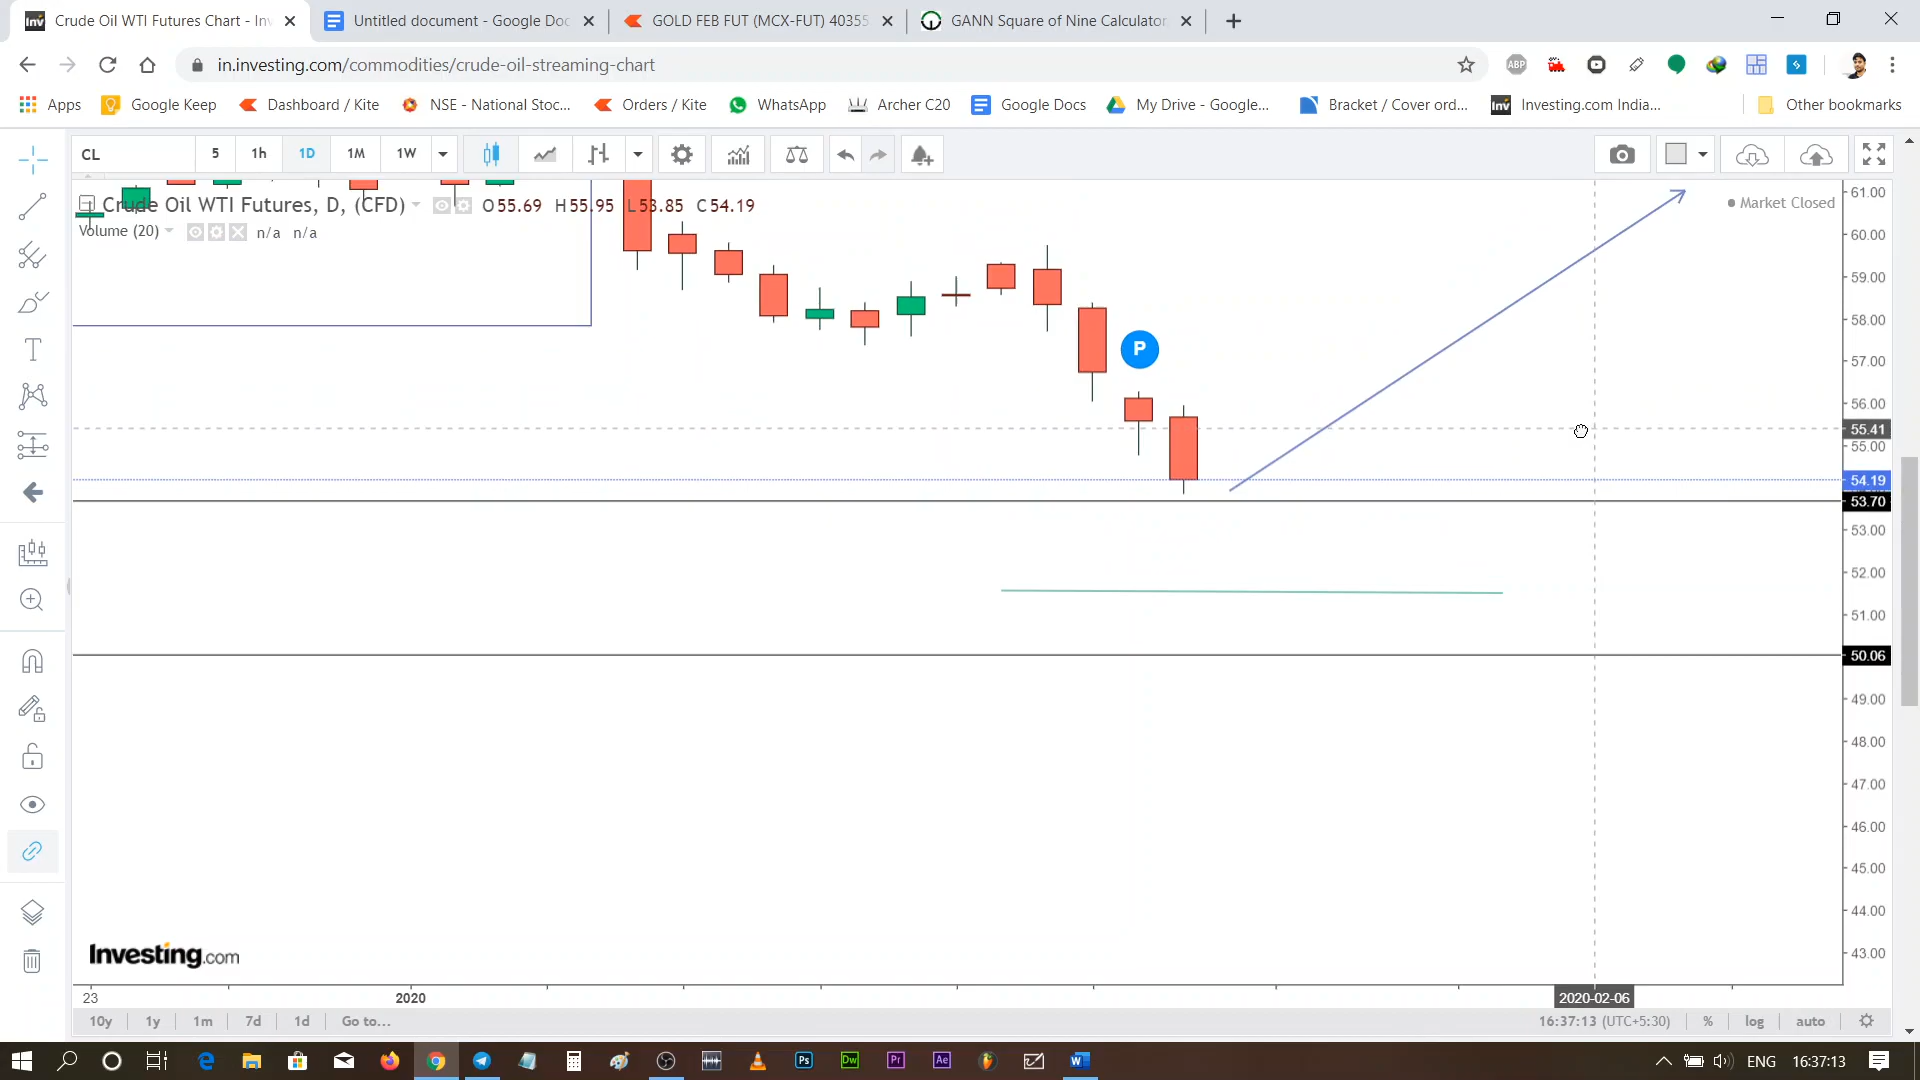 Crude Oil WTI Futures Chart - Inv
Untitled document - Google Doc
GOLD FEB FUT (MCX-FUT) 40355
GANN Square of Nine Calculator
in.investing.com/commodities/crude-oil-streaming-chart
ABP
Apps
Google Keep
Dashboard / Kite
NSE - National Stoc...
Orders / Kite
WhatsApp
Archer C20
Google Docs
My Drive - Google...
Bracket / Cover ord...
Inv
Investing.com India...
Other bookmarks
CL
5
1h
1D
1M
1W
Crude Oil WTI Futures, D, (CFD)
O55.69 H55.95 L53.85 C54.19
Market Closed
Volume (20)
n/a n/a
P
61.00
60.00
59.00
58.00
57.00
56.00
55.41
55.00
54.19
53.70
53.00
52.00
51.00
50.06
49.00
48.00
47.00
46.00
45.00
44.00
43.00
Investing.com
23
2020
2020-02-06
10y
1y
1m
7d
1d
Go to...
16:37:13 (UTC+5:30)
%
log
auto
Ps
Dw
Pr
Ae
ENG
16:37:13